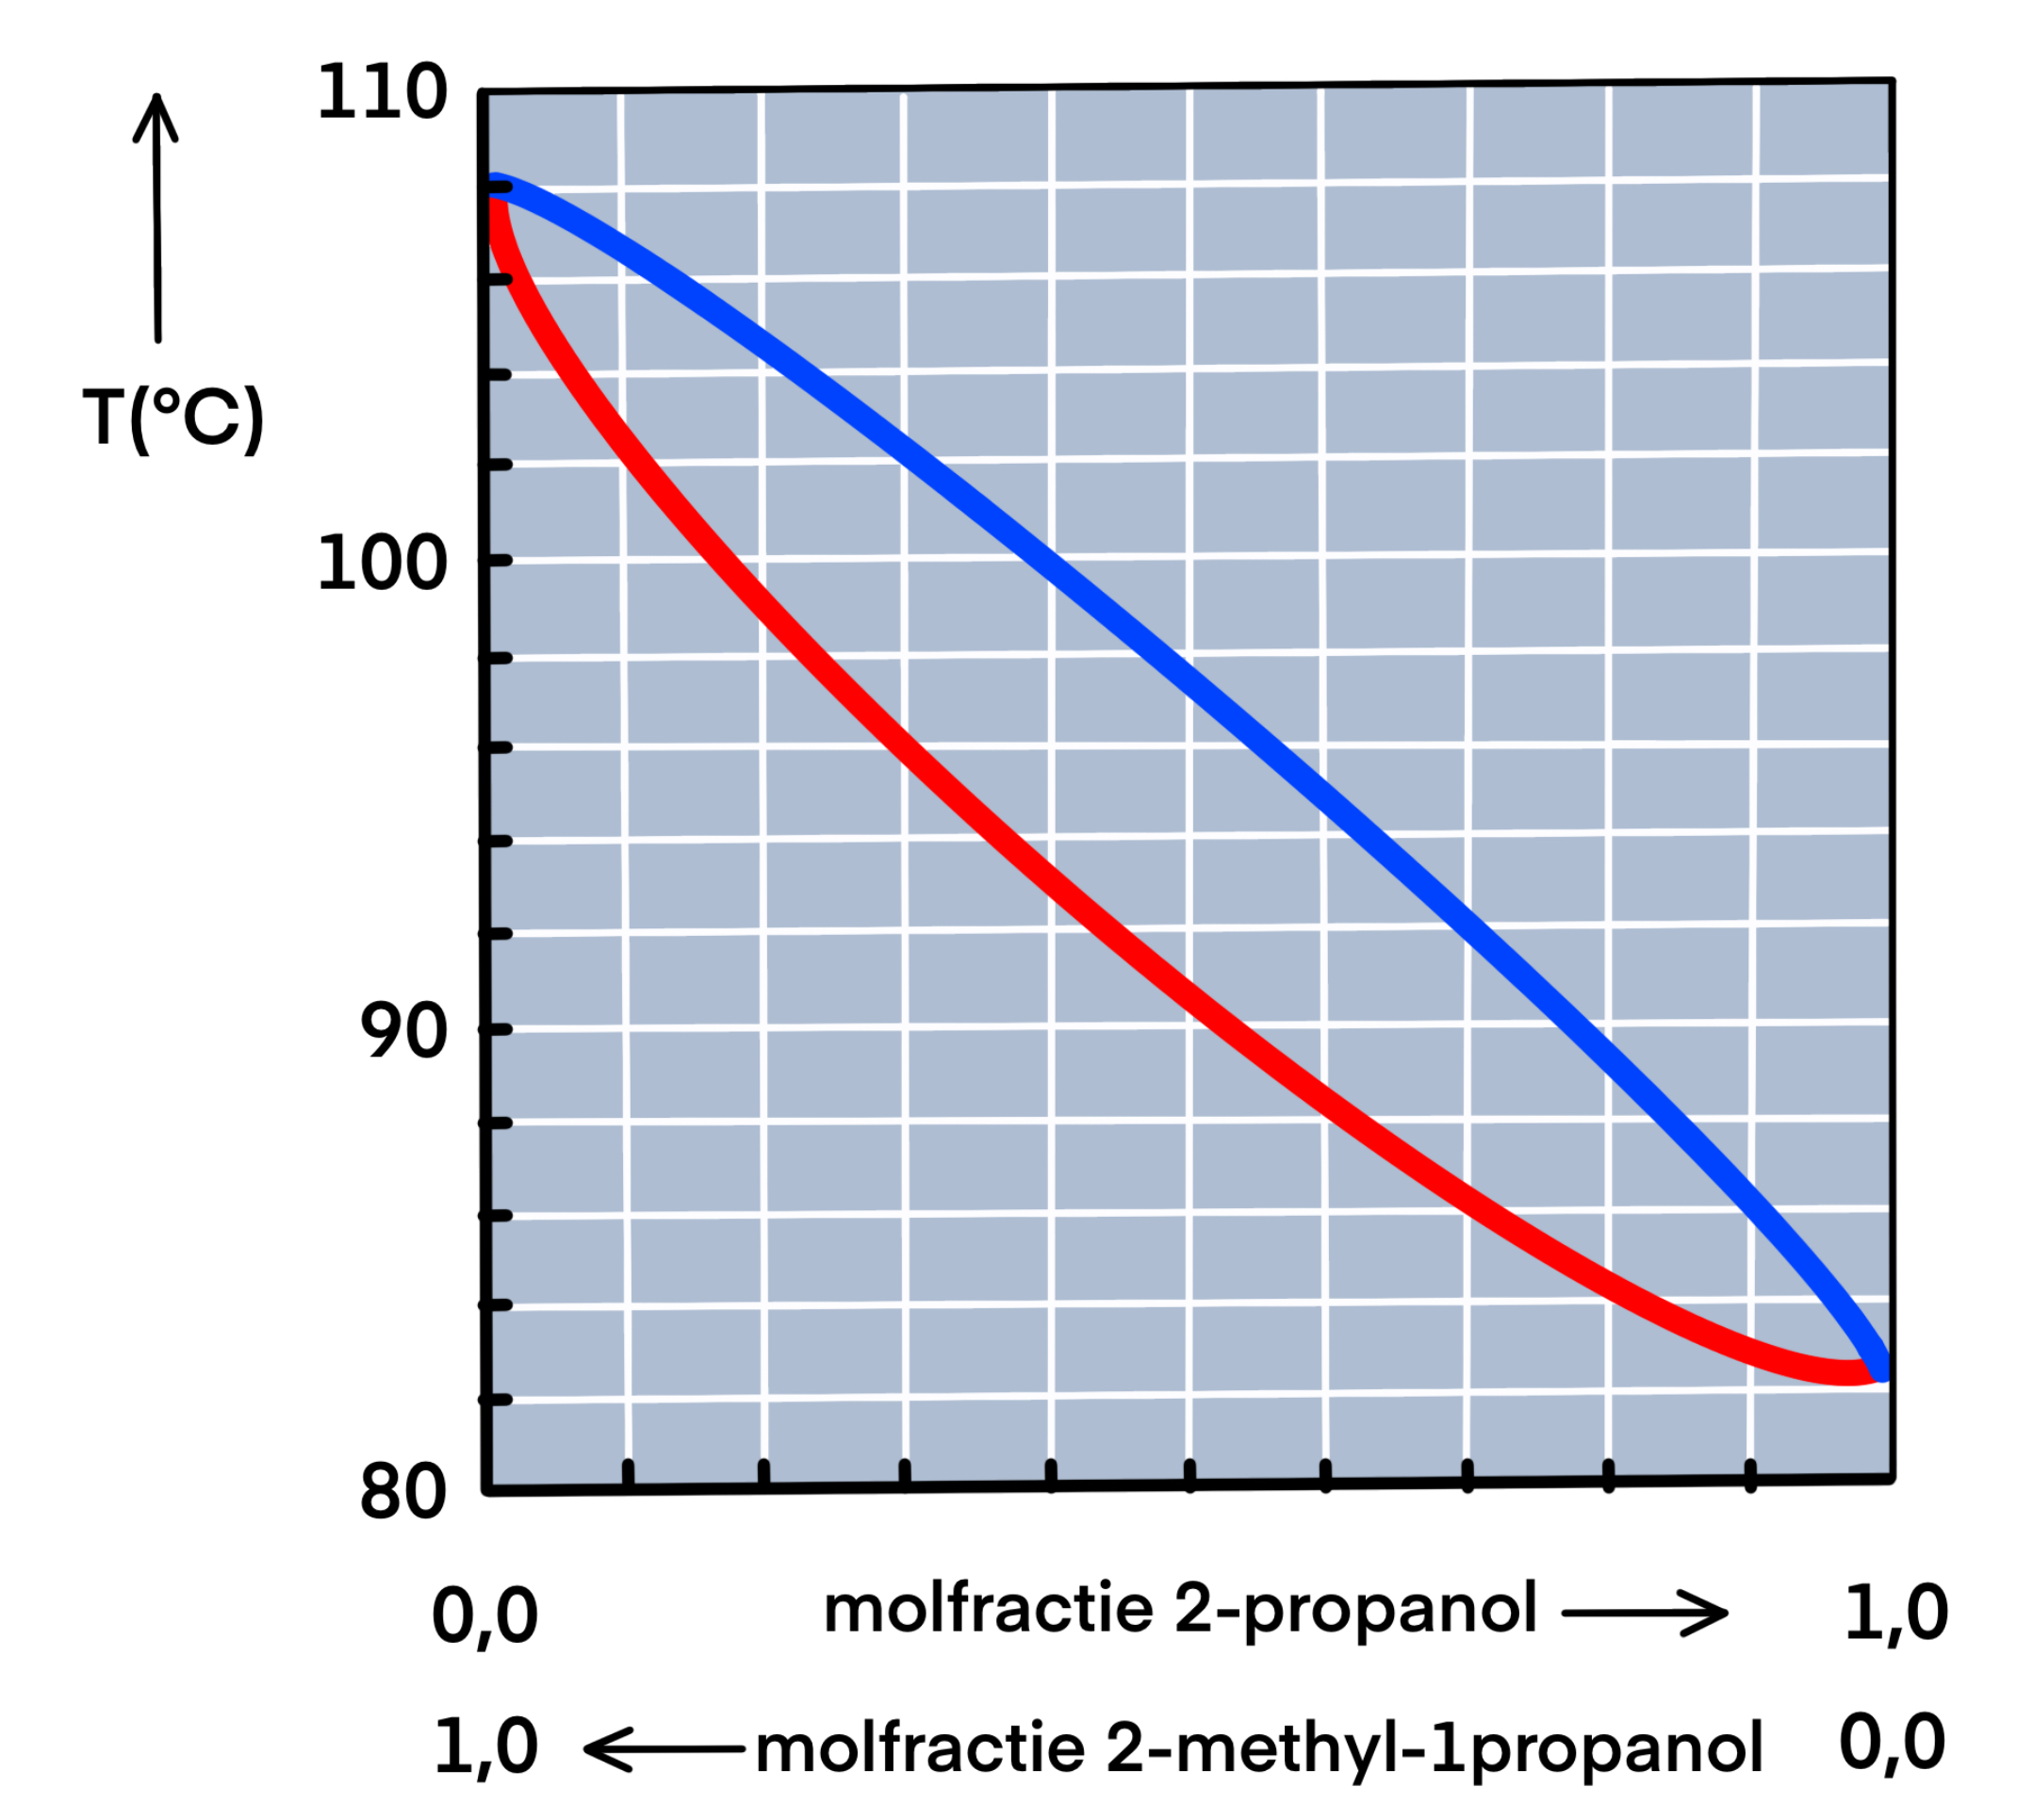 110
T(°C)
100
90
80
0,0 molfractie 2-propanol → 1,0
1,0 ← molfractie 2-methyl-1propanol 0,0